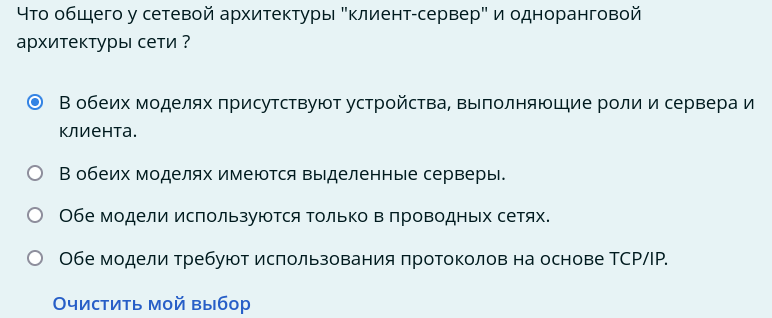 Что общего у сетевой архитектуры "клиент-сервер" и одноранговой
архитектуры сети ?
В обеих моделях присутствуют устройства, выполняющие роли и сервера и
клиента.
В обеих моделях имеются выделенные серверы.
Обе модели используются только в проводных сетях.
Обе модели требуют использования протоколов на основе TCP/IP.
Очистить мой выбор